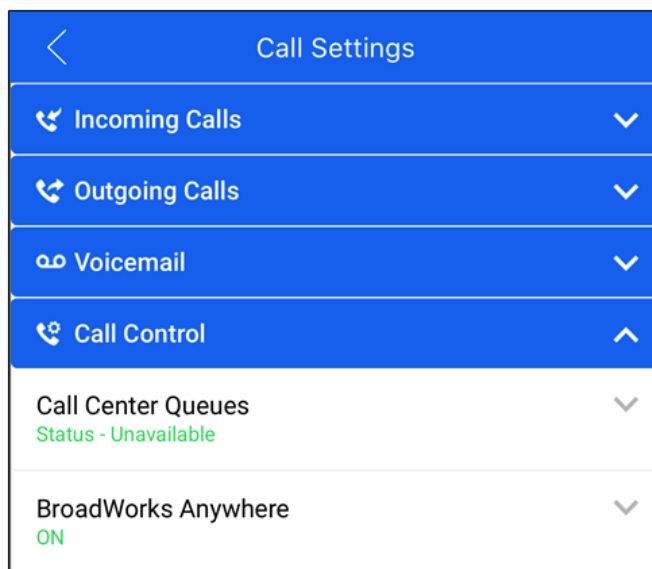 Call Settings
Incoming Calls
Outgoing Calls
Voicemail
Call Control
Call Center Queues
Status - Unavailable
BroadWorks Anywhere
ON